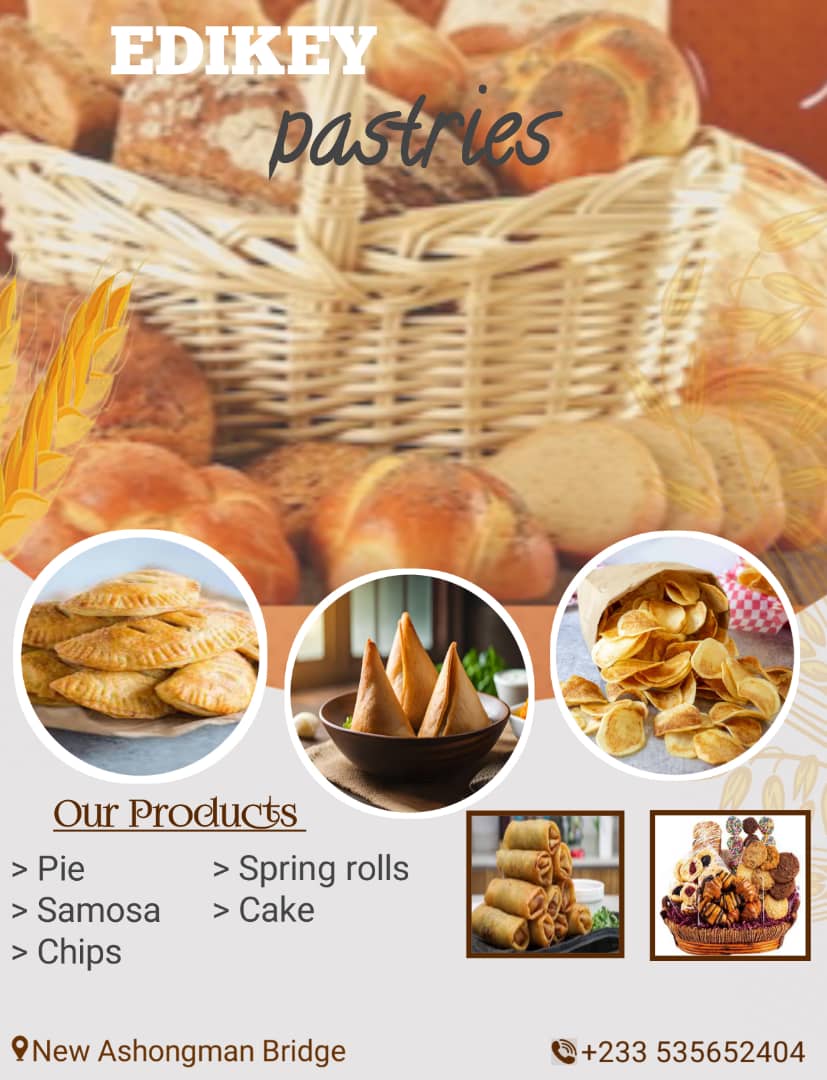 EDIKEY
pastries
Our Products
> Pie
> Samosa
> Chips
> Spring rolls
> Cake
New Ashongman Bridge
+233 535652404